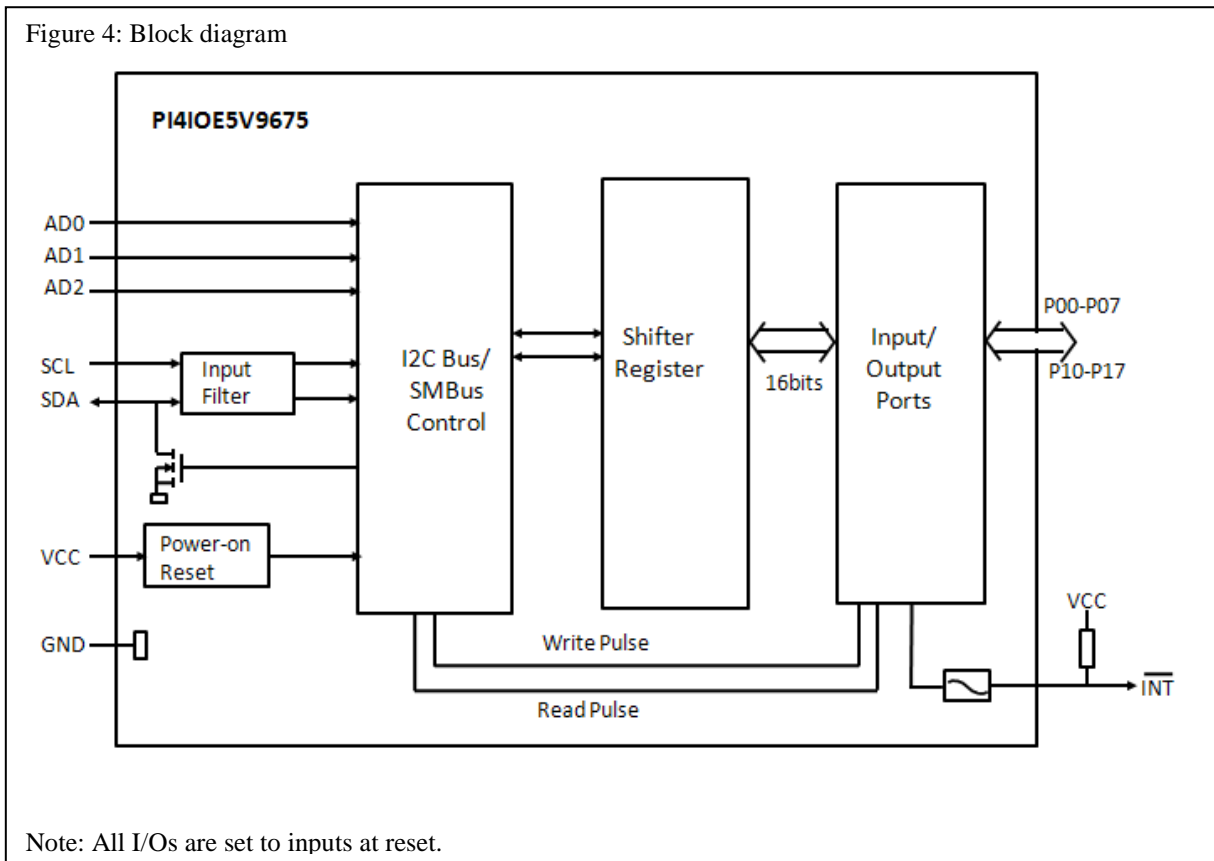 Figure 4: Block diagram
PI4IOE5V9675
AD0
AD1
AD2
SCL
SDA
Input
Filter
I2C Bus/
SMBus
Control
Shifter
Register
16bits
Input/
Output
Ports
P00-P07
P10-P17
VCC
Power-on
Reset
GND
Write Pulse
Read Pulse
VCC
INT
Note: All I/Os are set to inputs at reset.